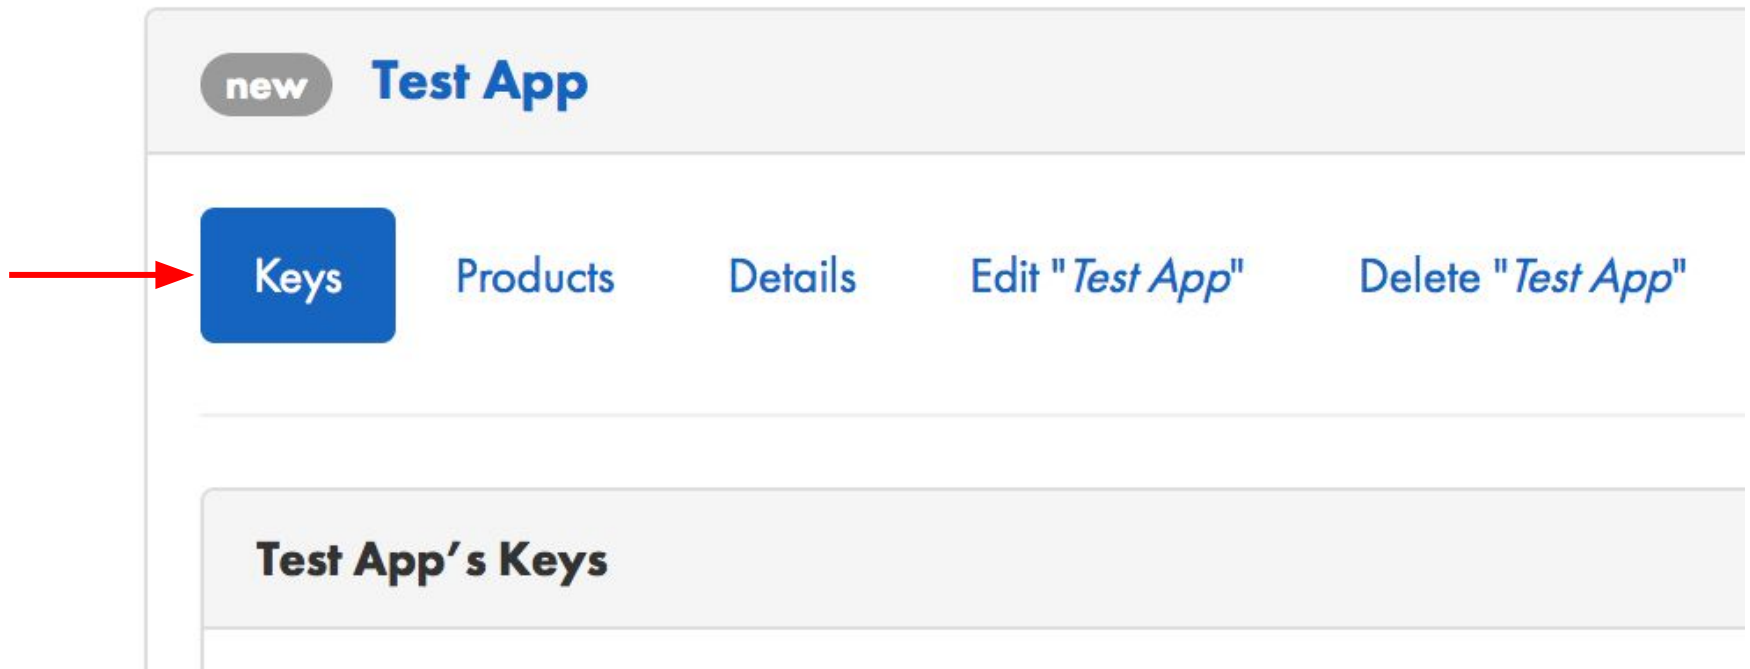 new Test App
Keys Products Details Edit "Test App" Delete "Test App"
Test App’s Keys